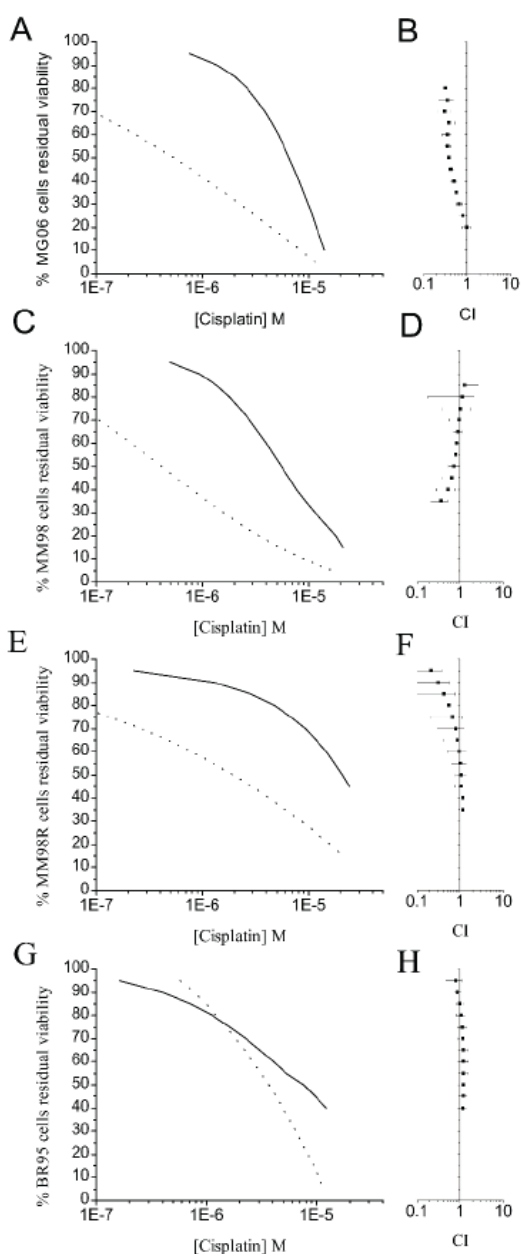 A
B
% MG06 cells residual viability
100
90
80
70
60
50
40
30
20
10
0
1E-7 1E-6 1E-5
[Cisplatin] M
0.1 1 10
CI
C
D
% MM98 cells residual viability
100
90
80
70
60
50
40
30
20
10
0
1E-7 1E-6 1E-5
[Cisplatin] M
0.1 1 10
CI
E
F
% MM98R cells residual viability
100
90
80
70
60
50
40
30
20
10
0
1E-7 1E-6 1E-5
[Cisplatin] M
0.1 1 10
CI
G
H
% BR95 cells residual viability
100
90
80
70
60
50
40
30
20
10
0
1E-7 1E-6 1E-5
[Cisplatin] M
0.1 1 10
CI